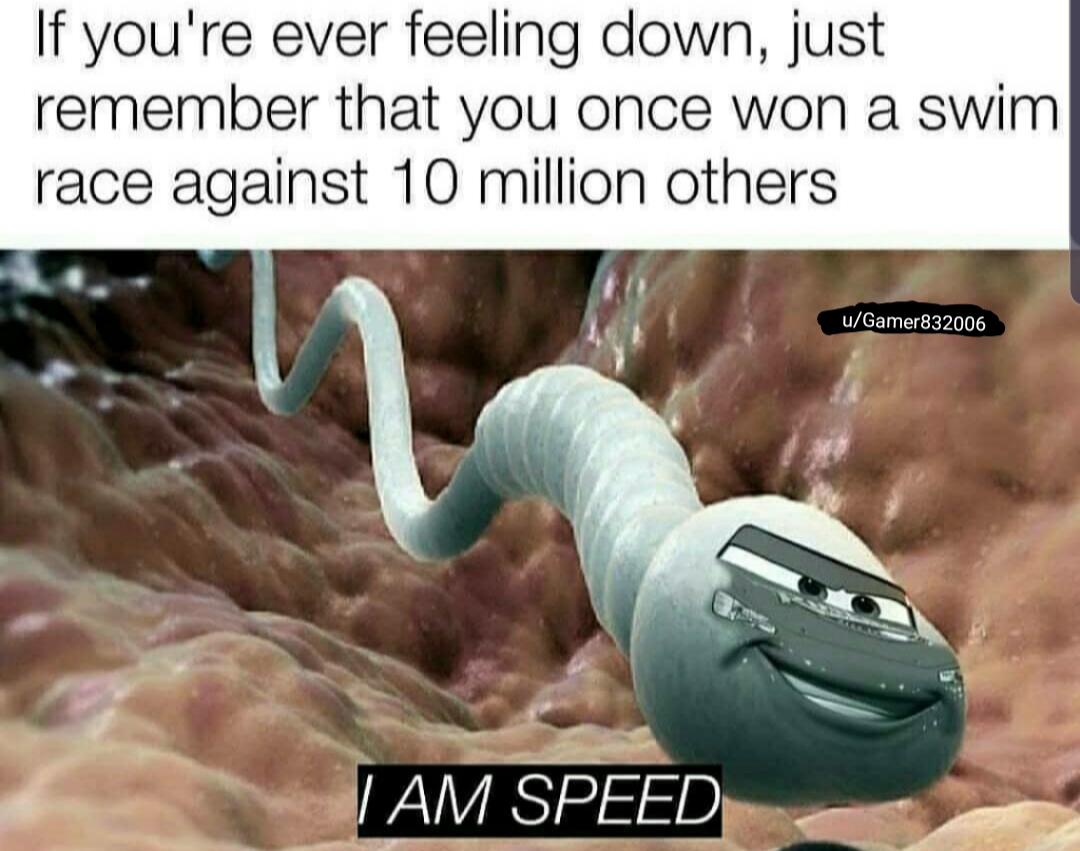 If you're ever feeling down, just
remember that you once won a swim
race against 10 million others
u/Gamer832006
I AM SPEED